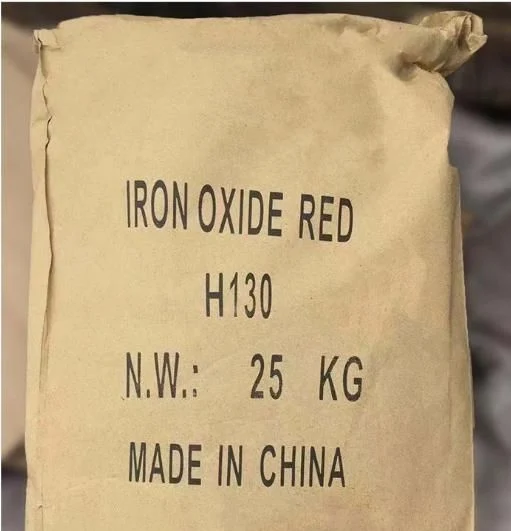 IRON OXIDE RED
H130
N.W.: 25 KG
MADE IN CHINA